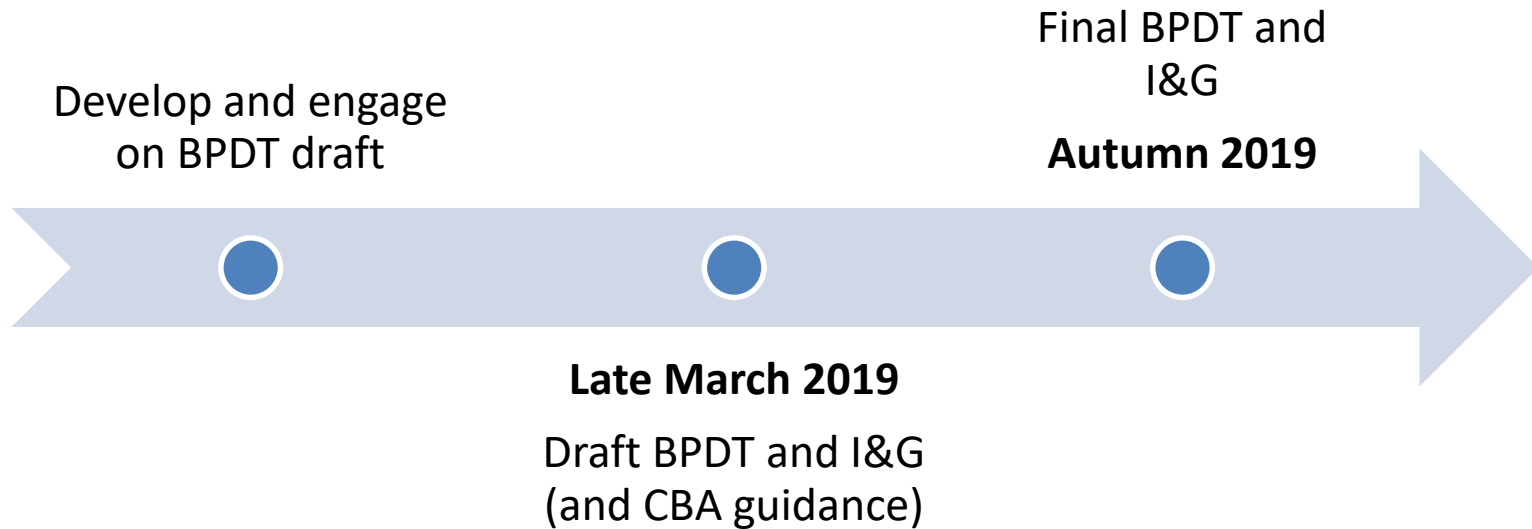 Develop and engage
on BPDT draft
Late March 2019
Draft BPDT and I&G
(and CBA guidance)
Final BPDT and
I&G
Autumn 2019